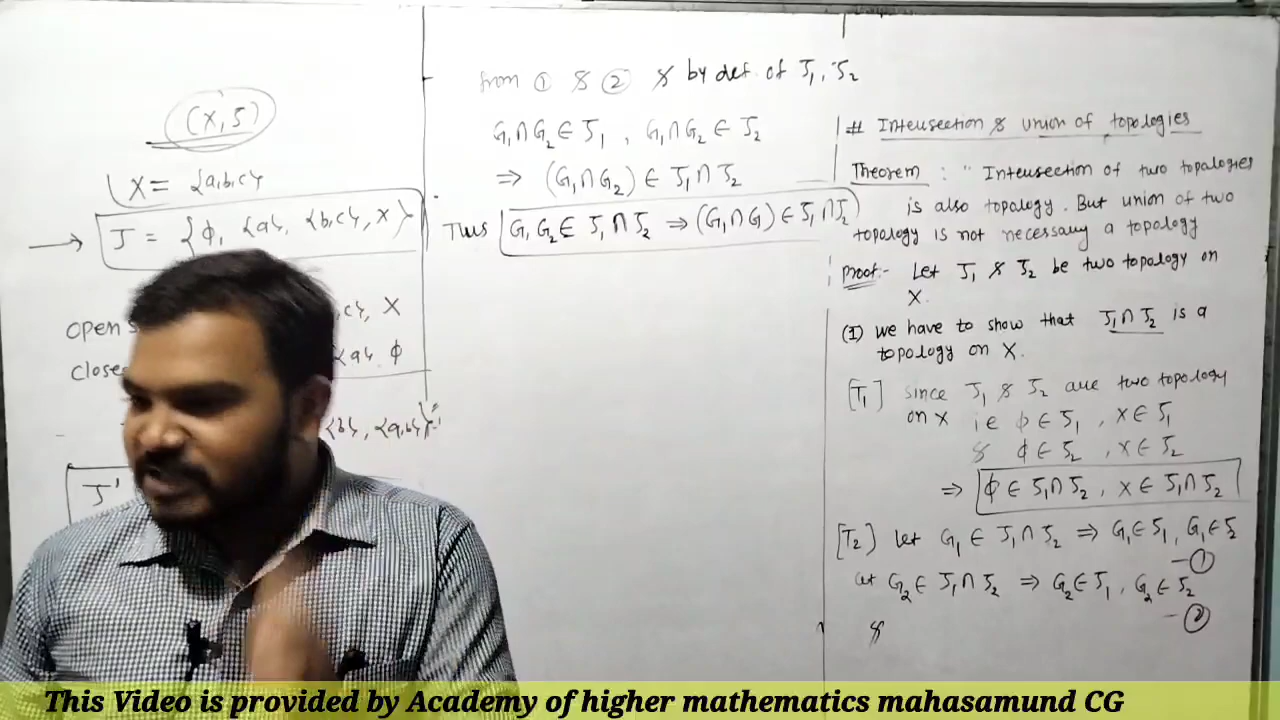 (X, J)
X = {a,b,c}
J = {ϕ, {a}, {b,c}, X}
open
c}, X
close
{a}, ϕ
{b}, {a,b}}
J'
from ① & ② & by def. of J₁, J₂
G₁∩G₂ ∈ J₁ , G₁∩G₂ ∈ J₂
⇒ (G₁∩G₂) ∈ J₁∩J₂
Thus G₁ G₂ ∈ J₁∩J₂ ⇒ (G₁∩G) ∈ J₁∩J₂
# Intersection & union of topologies
Theorem : " Intersection of two topalogies
is also topology. But union of two
topology is not necessary a topology
Proof:- Let J₁ & J₂ be two topalogy on
X.
(I) we have to show that J₁∩J₂ is a
topology on X.
[T₁] since J₁ & J₂ are two topology
on X ie ϕ ∈ J₁ , X ∈ J₁
& ϕ ∈ J₂ , X ∈ J₂
⇒ ϕ ∈ J₁∩J₂ , X ∈ J₁∩J₂
[T₂] Let G₁ ∈ J₁∩J₂ ⇒ G₁ ∈ J₁, G₁ ∈ J₂
—①
Let G₂ ∈ J₁∩J₂ ⇒ G₂ ∈ J₁, G₂ ∈ J₂
—②
&
This Video is provided by Academy of higher mathematics mahasamund CG